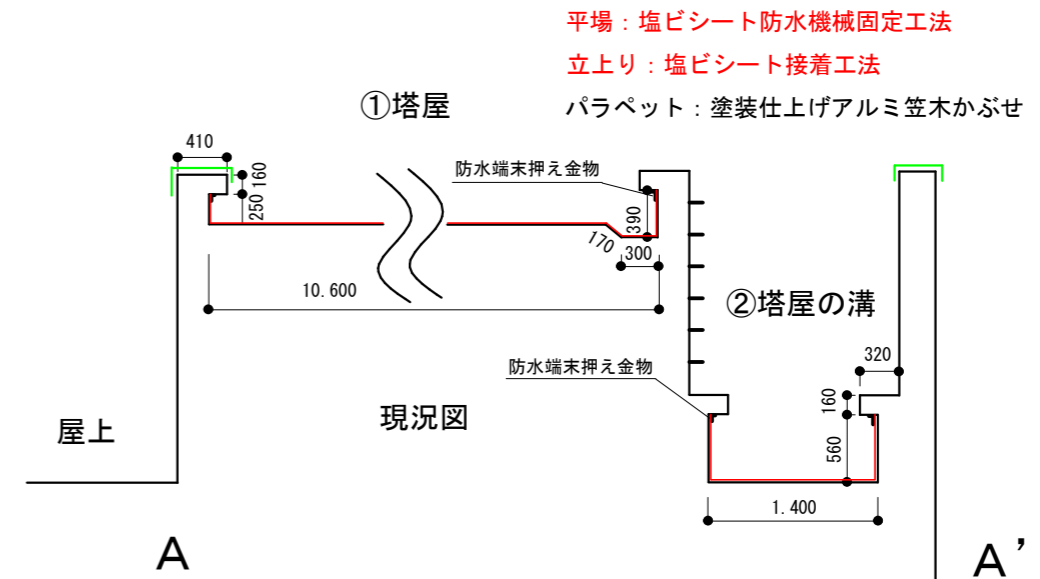 平場：塩ビシート防水機械固定工法
立上り：塩ビシート接着工法
パラペット：塗装仕上げアルミ笠木かぶせ
①塔屋
410
160
250
防水端末押え金物
390
170
300
10.600
②塔屋の溝
320
防水端末押え金物
160
現況図
屋上
560
1.400
A
A’